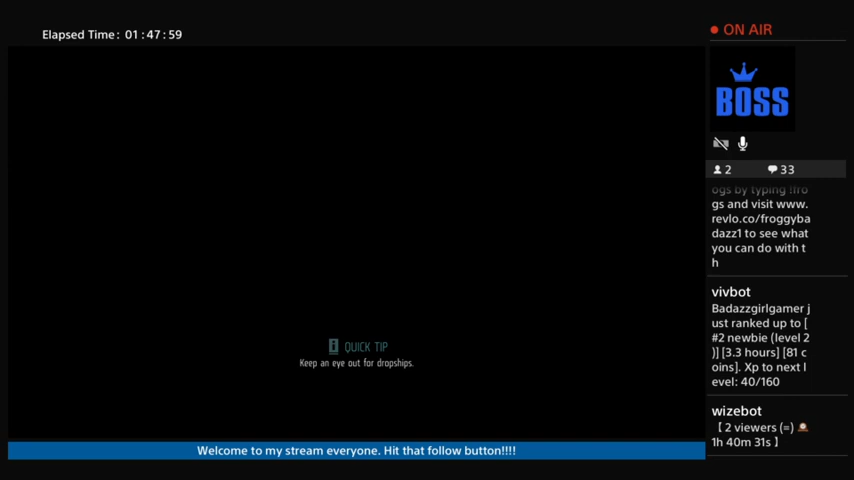 Elapsed Time: 01:47:59
ON AIR
BOSS
2 33
ogs by typing !fro
gs and visit www.
revlo.co/froggyba
dazz1 to see what
you can do with t
h
vivbot
Badazzgirlgamer j
ust ranked up to [
#2 newbie (level 2
)] [3.3 hours] [81 c
oins]. Xp to next l
evel: 40/160
wizebot
【 2 viewers (=)
1h 40m 31s 】
QUICK TIP
Keep an eye out for dropships.
Welcome to my stream everyone. Hit that follow button!!!!